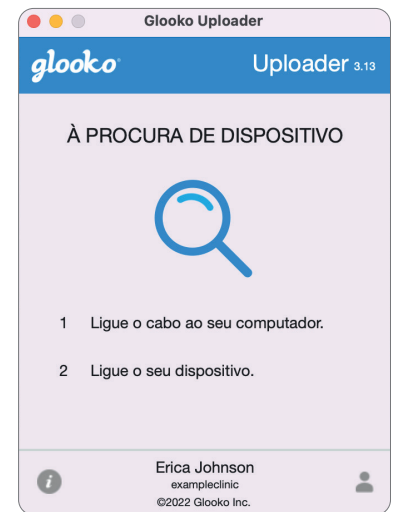 Glooko Uploader
glooko®
Uploader 3.13
À PROCURA DE DISPOSITIVO
1 Ligue o cabo ao seu computador.
2 Ligue o seu dispositivo.
i
Erica Johnson
exampleclinic
©2022 Glooko Inc.